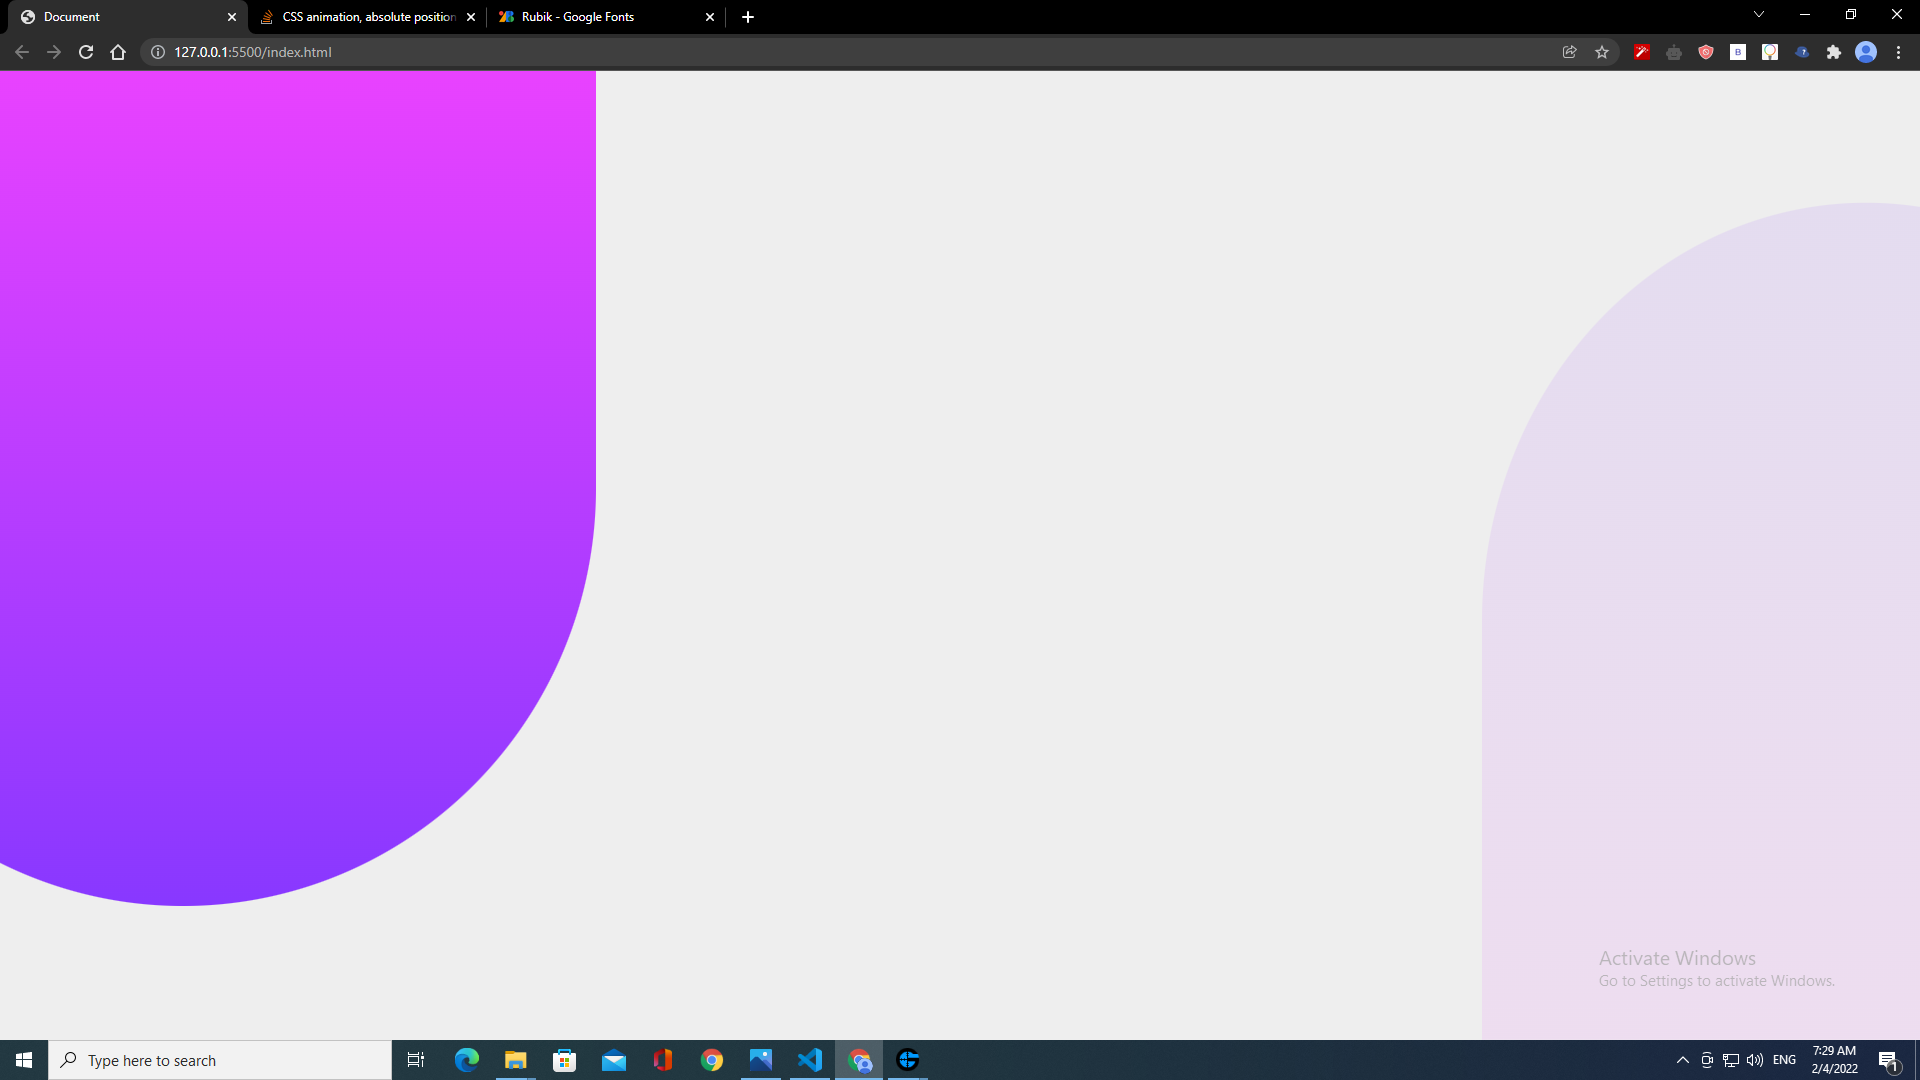 Document
CSS animation, absolute position
Rubik - Google Fonts
127.0.0.1:5500/index.html
Activate Windows
Go to Settings to activate Windows.
Type here to search
ENG
7:29 AM
2/4/2022
1